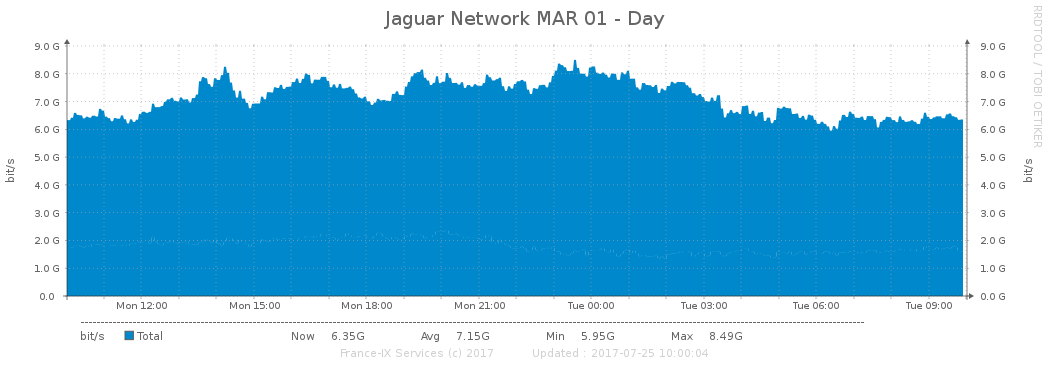 Jaguar Network MAR 01 - Day
RRDTOOL / TOBI OETIKER
9.0 G 9.0 G
8.0 G 8.0 G
7.0 G 7.0 G
6.0 G 6.0 G
5.0 G 5.0 G
4.0 G 4.0 G
3.0 G 3.0 G
2.0 G 2.0 G
1.0 G 1.0 G
0.0 0.0 G
bit/s bit/s
Mon 12:00 Mon 15:00 Mon 18:00 Mon 21:00 Tue 00:00 Tue 03:00 Tue 06:00 Tue 09:00
bit/s Total Now 6.35G Avg 7.15G Min 5.95G Max 8.49G
France-IX Services (c) 2017 Updated : 2017-07-25 10:00:04